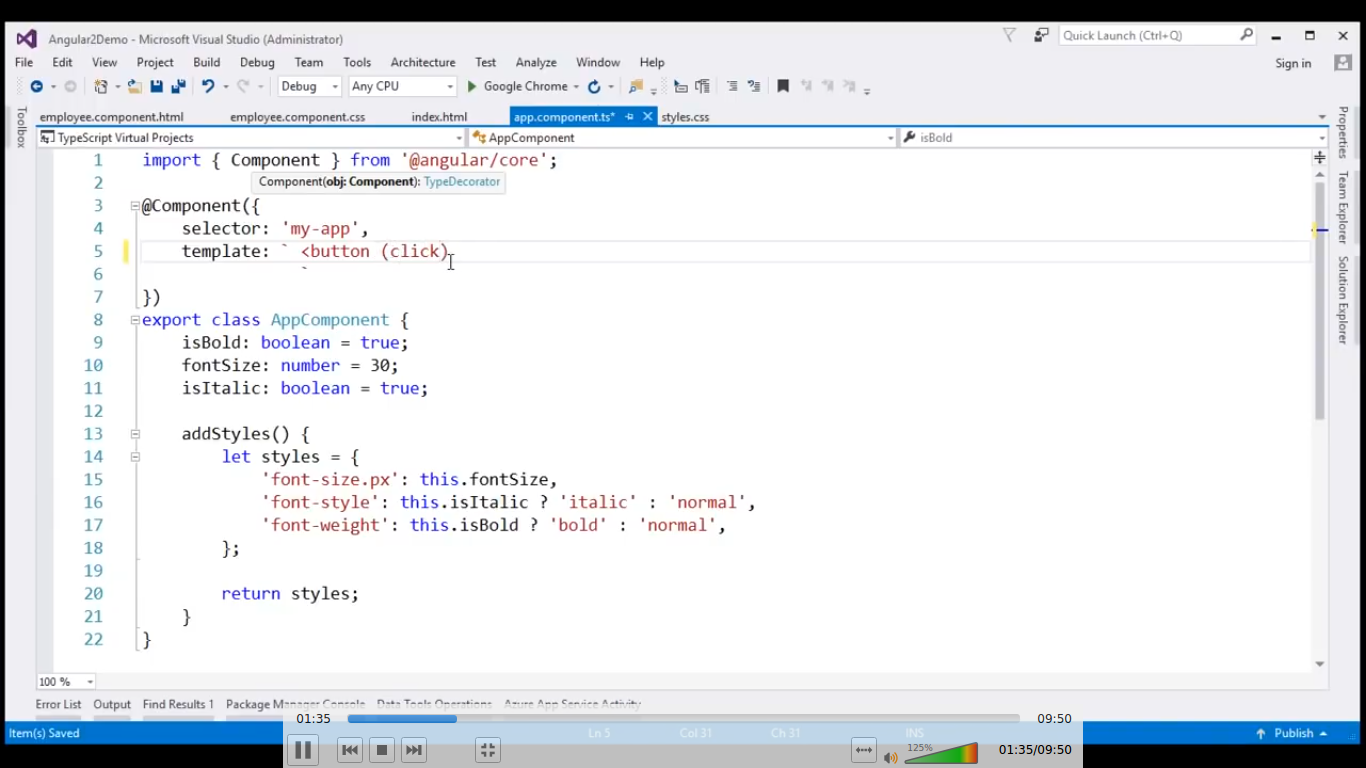 Angular2Demo - Microsoft Visual Studio (Administrator)
Quick Launch (Ctrl+Q)
File Edit View Project Build Debug Team Tools Architecture Test Analyze Window Help
Sign in
Debug Any CPU Google Chrome
employee.component.html employee.component.css index.html app.component.ts* styles.css
TypeScript Virtual Projects AppComponent isBold
Toolbox
Properties
Team Explorer
Solution Explorer
1 import { Component } from '@angular/core';
2
Component(obj: Component): TypeDecorator
3 @Component({
4 selector: 'my-app',
5 template: ` <button (click)
6 `
7 })
8 export class AppComponent {
9 isBold: boolean = true;
10 fontSize: number = 30;
11 isItalic: boolean = true;
12
13 addStyles() {
14 let styles = {
15 'font-size.px': this.fontSize,
16 'font-style': this.isItalic ? 'italic' : 'normal',
17 'font-weight': this.isBold ? 'bold' : 'normal',
18 };
19
20 return styles;
21 }
22 }
100 %
Error List Output Find Results 1 Package Manager Console Data Tools Operations Azure App Service Activity
01:35 09:50
Item(s) Saved Ln 5 Col 31 Ch 31 INS Publish
125% 01:35/09:50